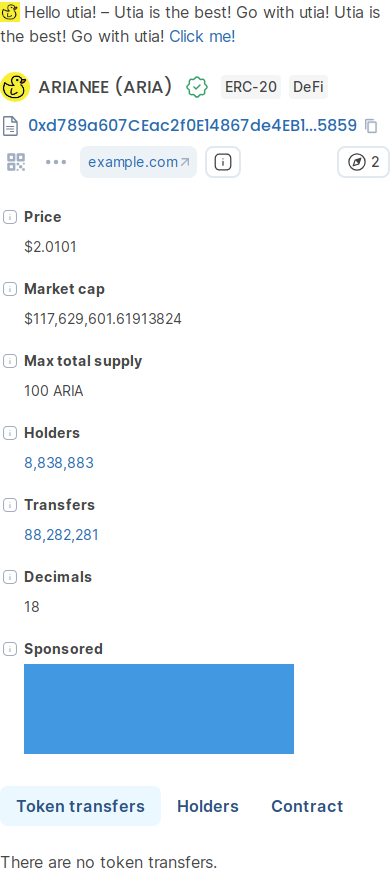 Hello utia! – Utia is the best! Go with utia! Utia is
the best! Go with utia! Click me!
ARIANEE (ARIA) ERC-20 DeFi
0xd789a607CEac2f0E14867de4EB1...5859
example.com 2
Price
$2.0101
Market cap
$117,629,601.61913824
Max total supply
100 ARIA
Holders
8,838,883
Transfers
88,282,281
Decimals
18
Sponsored
Token transfers Holders Contract
There are no token transfers.